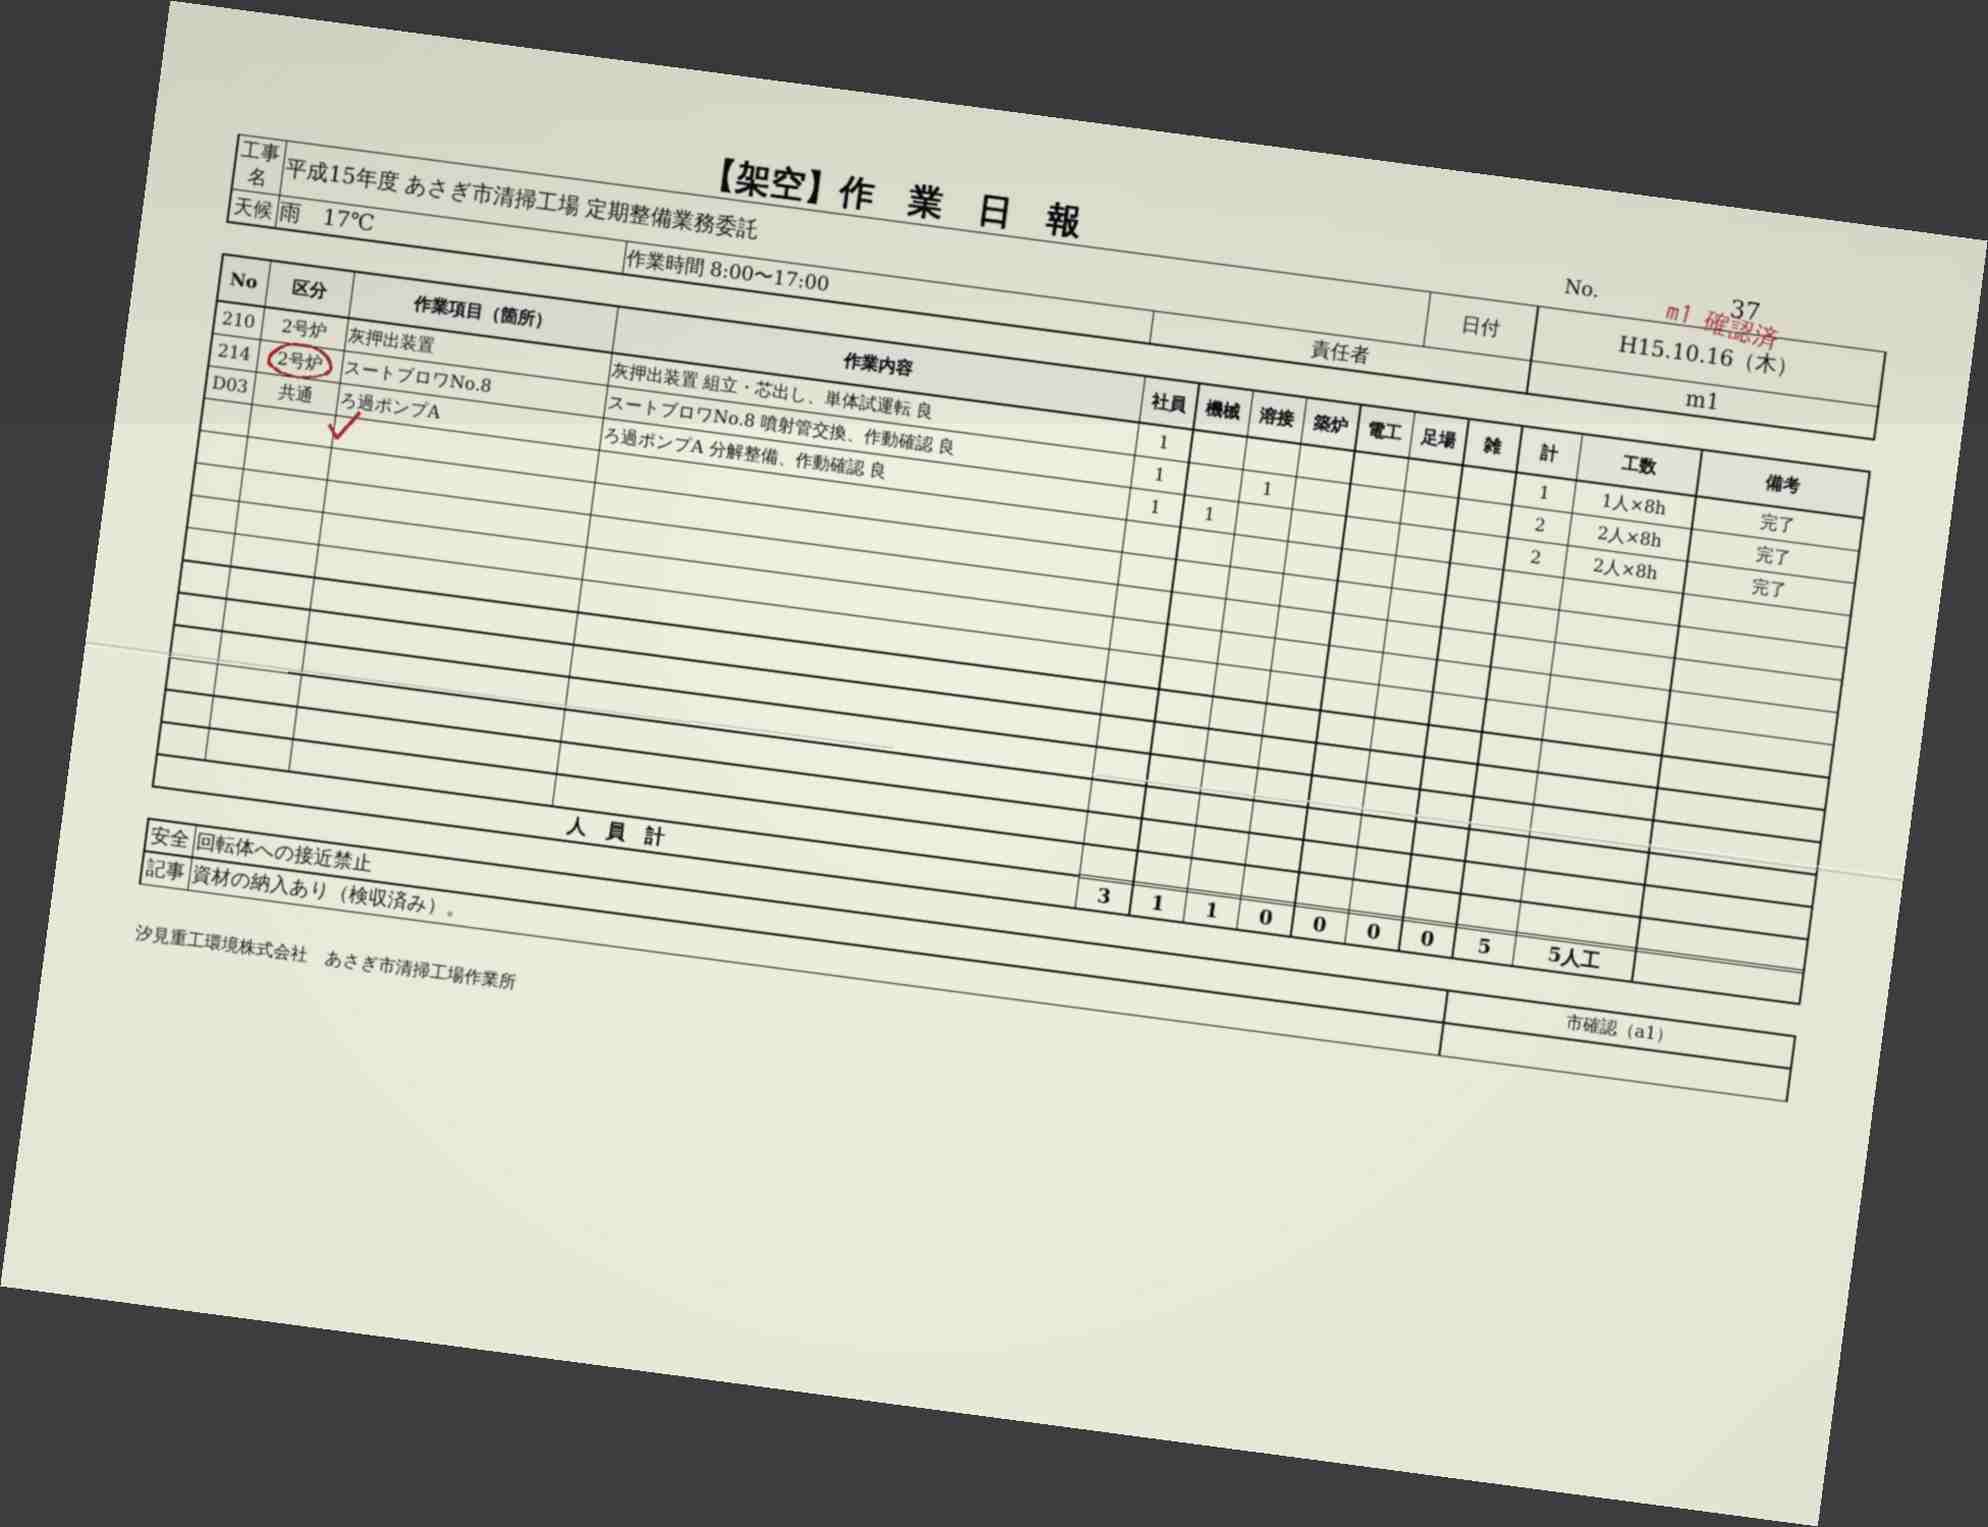 【架空】作 業 日 報
No. 37
m1 確認済
工事名 平成15年度 あさぎ市清掃工場 定期整備業務委託 日付 H15.10.16（木）
天候 雨 17℃ 作業時間 8:00〜17:00 責任者 m1
No 区分 作業項目（箇所） 作業内容 社員 機械 溶接 築炉 電工 足場 雑 計 工数 備考
210 2号炉 灰押出装置 灰押出装置 組立・芯出し、単体試運転 良 1 1 1人×8h 完了
214 2号炉 スートブロワNo.8 スートブロワNo.8 噴射管交換、作動確認 良 1 1 2 2人×8h 完了
D03 共通 ろ過ポンプA ろ過ポンプA 分解整備、作動確認 良 1 1 2 2人×8h 完了
人 員 計 3 1 1 0 0 0 0 5 5人工
安全 回転体への接近禁止 市確認（a1）
記事 資材の納入あり（検収済み）。
汐見重工環境株式会社 あさぎ市清掃工場作業所